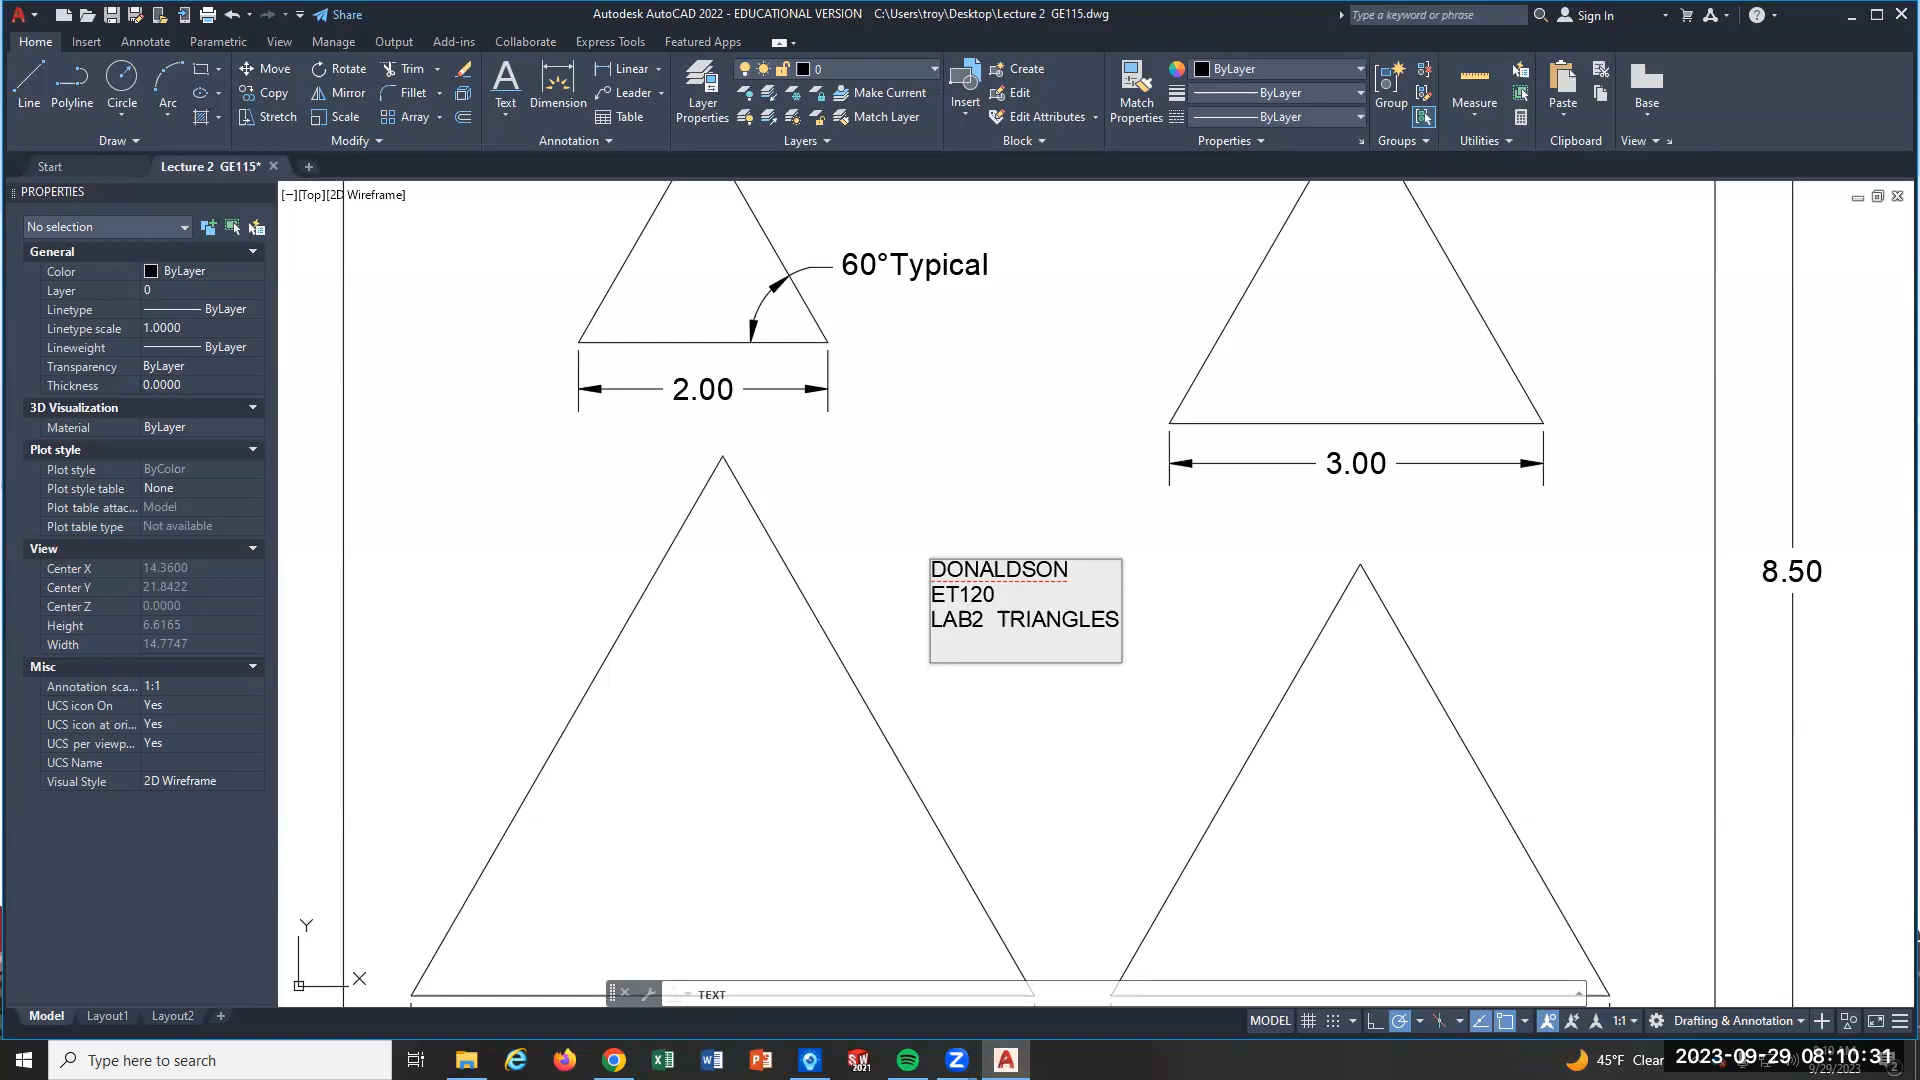 Share
Autodesk AutoCAD 2022 - EDUCATIONAL VERSION C:\Users\troy\Desktop\Lecture 2 GE115.dwg
Type a keyword or phrase
Sign In
Home Insert Annotate Parametric View Manage Output Add-ins Collaborate Express Tools Featured Apps
Line Polyline Circle Arc
Draw
Move Rotate Trim
Copy Mirror Fillet
Stretch Scale Array
Modify
Text Dimension
Linear
Leader
Table
Annotation
Layer Properties
0
Make Current
Match Layer
Layers
Insert
Create
Edit
Edit Attributes
Block
Match Properties
ByLayer
ByLayer
ByLayer
Properties
Group
Groups
Measure
Utilities
Paste
Clipboard
Base
View
Start
Lecture 2 GE115*
PROPERTIES
No selection
General
Color ByLayer
Layer 0
Linetype ByLayer
Linetype scale 1.0000
Lineweight ByLayer
Transparency ByLayer
Thickness 0.0000
3D Visualization
Material ByLayer
Plot style
Plot style ByColor
Plot style table None
Plot table attac... Model
Plot table type Not available
View
Center X 14.3600
Center Y 21.8422
Center Z 0.0000
Height 6.6165
Width 14.7747
Misc
Annotation sca... 1:1
UCS icon On Yes
UCS icon at ori... Yes
UCS per viewp... Yes
UCS Name
Visual Style 2D Wireframe
[−][Top][2D Wireframe]
60°Typical
2.00
3.00
8.50
DONALDSON
ET120
LAB2 TRIANGLES
Y
X
TEXT
Model Layout1 Layout2
MODEL
1:1
Drafting & Annotation
Type here to search
45°F Clear
2023-09-29 08:10:31
9/29/2023